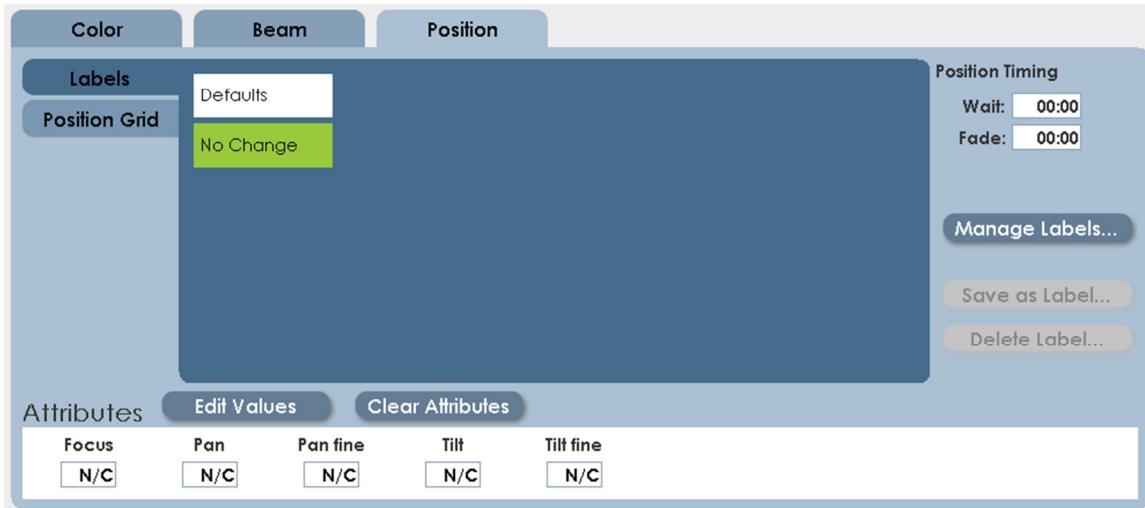 Color Beam Position
Labels
Position Grid
Defaults
No Change
Position Timing
Wait: 00:00
Fade: 00:00
Manage Labels...
Save as Label...
Delete Label...
Attributes Edit Values Clear Attributes
Focus Pan Pan fine Tilt Tilt fine
N/C N/C N/C N/C N/C